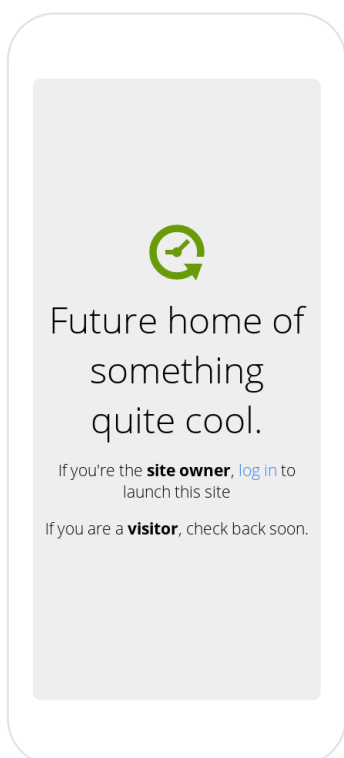 Future home of
something
quite cool.
If you're the site owner, log in to
launch this site
If you are a visitor, check back soon.